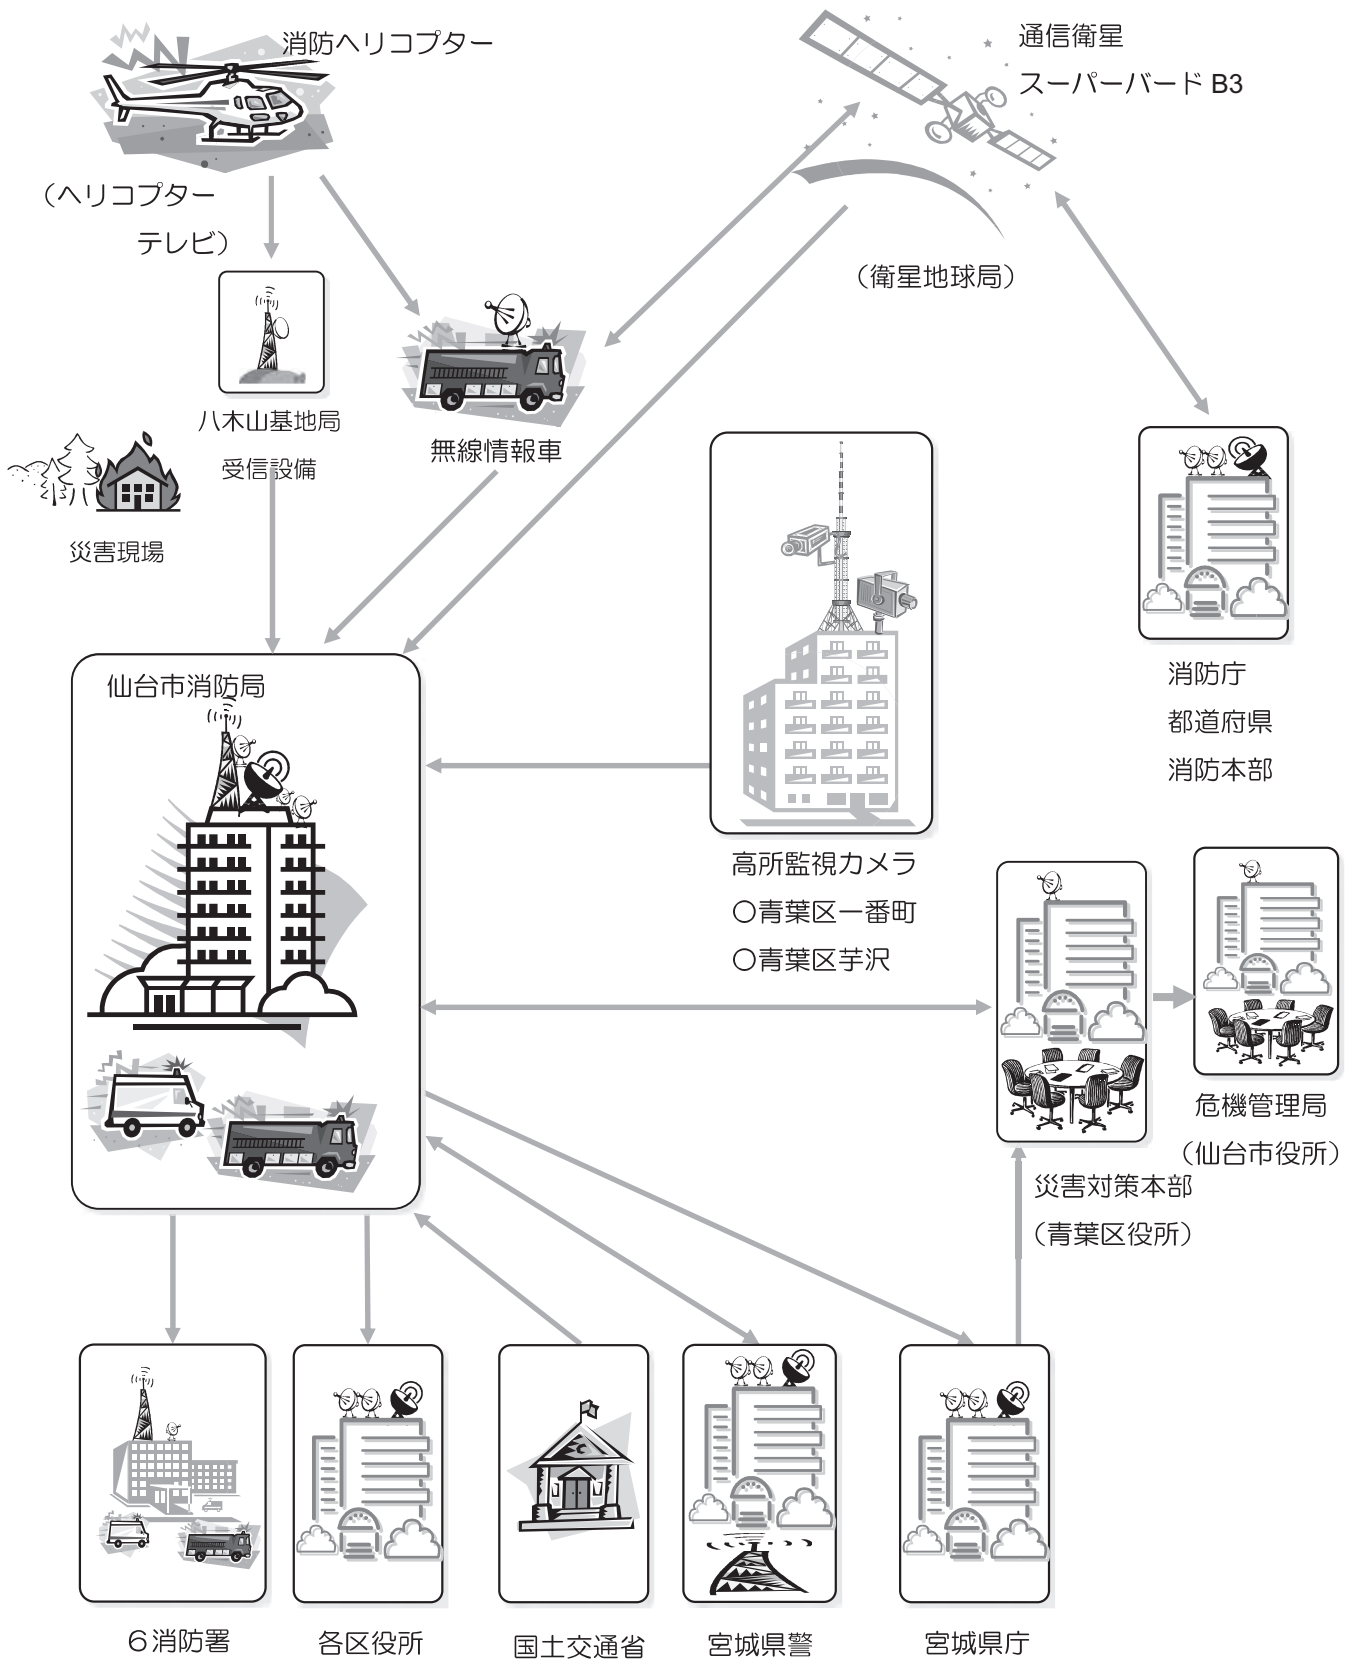 消防ヘリコプター
通信衛星
スーパーバードB3
(ヘリコプター
テレビ)
(衛星地球局)
八木山基地局
受信設備
無線情報車
災害現場
仙台市消防局
消防庁
都道府県
消防本部
高所監視カメラ
○青葉区一番町
○青葉区芋沢
危機管理局
(仙台市役所)
災害対策本部
(青葉区役所)
6消防署
各区役所
国土交通省
宮城県警
宮城県庁